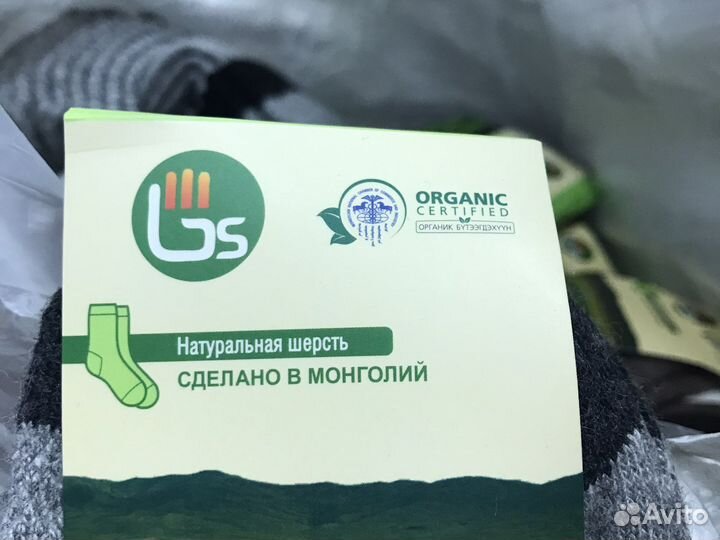 bs
ORGANIC
CERTIFIED
ОРГАНИК БҮТЭЭГДЭХҮҮН
Натуральная шерсть
СДЕЛАНО В МОНГОЛИЙ
Avito